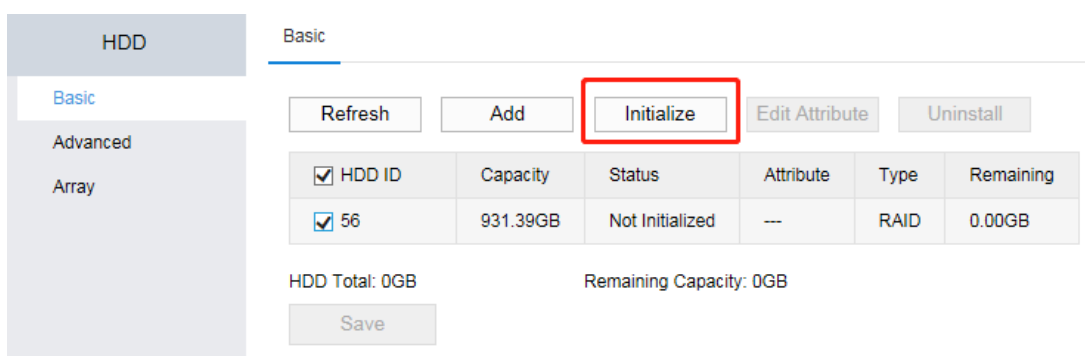 HDD
Basic
Advanced
Array
Basic
Refresh Add Initialize Edit Attribute Uninstall
HDD ID Capacity Status Attribute Type Remaining
56 931.39GB Not Initialized --- RAID 0.00GB
HDD Total: 0GB Remaining Capacity: 0GB
Save